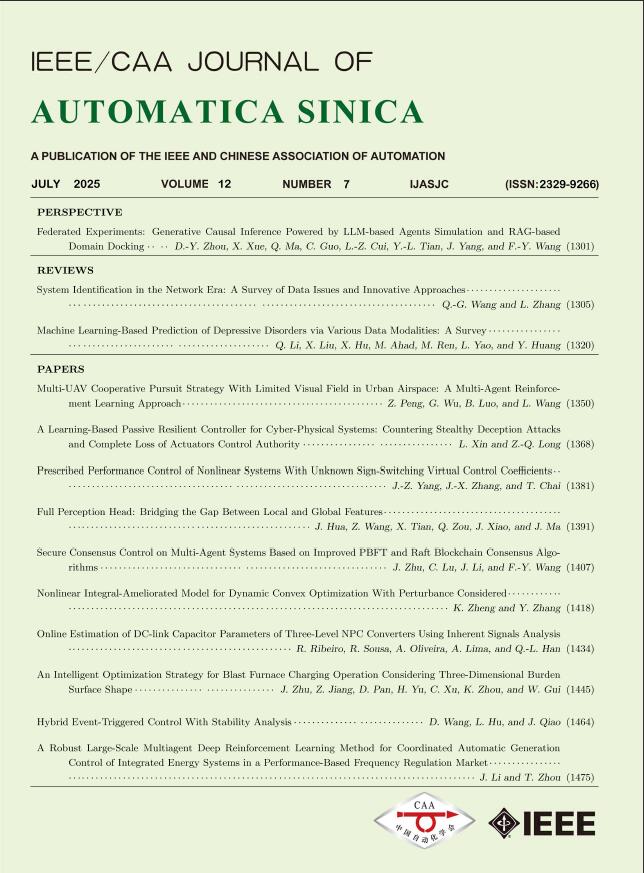 IEEE/CAA JOURNAL OF
AUTOMATICA SINICA
A PUBLICATION OF THE IEEE AND CHINESE ASSOCIATION OF AUTOMATION
JULY 2025 VOLUME 12 NUMBER 7 IJASJC (ISSN:2329-9266)
PERSPECTIVE
Federated Experiments: Generative Causal Inference Powered by LLM-based Agents Simulation and RAG-based
Domain Docking ·· ·· D.-Y. Zhou, X. Xue, Q. Ma, C. Guo, L.-Z. Cui, Y.-L. Tian, J. Yang, and F.-Y. Wang (1301)
REVIEWS
System Identification in the Network Era: A Survey of Data Issues and Innovative Approaches····················
········································ Q.-G. Wang and L. Zhang (1305)
Machine Learning-Based Prediction of Depressive Disorders via Various Data Modalities: A Survey···············
········································ Q. Li, X. Liu, X. Hu, M. Ahad, M. Ren, L. Yao, and Y. Huang (1320)
PAPERS
Multi-UAV Cooperative Pursuit Strategy With Limited Visual Field in Urban Airspace: A Multi-Agent Reinforce-
ment Learning Approach········································ Z. Peng, G. Wu, B. Luo, and L. Wang (1350)
A Learning-Based Passive Resilient Controller for Cyber-Physical Systems: Countering Stealthy Deception Attacks
and Complete Loss of Actuators Control Authority ··············· ··············· L. Xin and Z.-Q. Long (1368)
Prescribed Performance Control of Nonlinear Systems With Unknown Sign-Switching Virtual Control Coefficients··
········································ J.-Z. Yang, J.-X. Zhang, and T. Chai (1381)
Full Perception Head: Bridging the Gap Between Local and Global Features····································
········································ J. Hua, Z. Wang, X. Tian, Q. Zou, J. Xiao, and J. Ma (1391)
Secure Consensus Control on Multi-Agent Systems Based on Improved PBFT and Raft Blockchain Consensus Algo-
rithms ········································ J. Zhu, C. Lu, J. Li, and F.-Y. Wang (1407)
Nonlinear Integral-Ameliorated Model for Dynamic Convex Optimization With Perturbance Considered···········
········································ K. Zheng and Y. Zhang (1418)
Online Estimation of DC-link Capacitor Parameters of Three-Level NPC Converters Using Inherent Signals Analysis
········································ R. Ribeiro, R. Sousa, A. Oliveira, A. Lima, and Q.-L. Han (1434)
An Intelligent Optimization Strategy for Blast Furnace Charging Operation Considering Three-Dimensional Burden
Surface Shape ·············· ·············· J. Zhu, Z. Jiang, D. Pan, H. Yu, C. Xu, K. Zhou, and W. Gui (1445)
Hybrid Event-Triggered Control With Stability Analysis ············· ············· D. Wang, L. Hu, and J. Qiao (1464)
A Robust Large-Scale Multiagent Deep Reinforcement Learning Method for Coordinated Automatic Generation
Control of Integrated Energy Systems in a Performance-Based Frequency Regulation Market···············
········································ J. Li and T. Zhou (1475)
CAA
中国自动化学会
IEEE